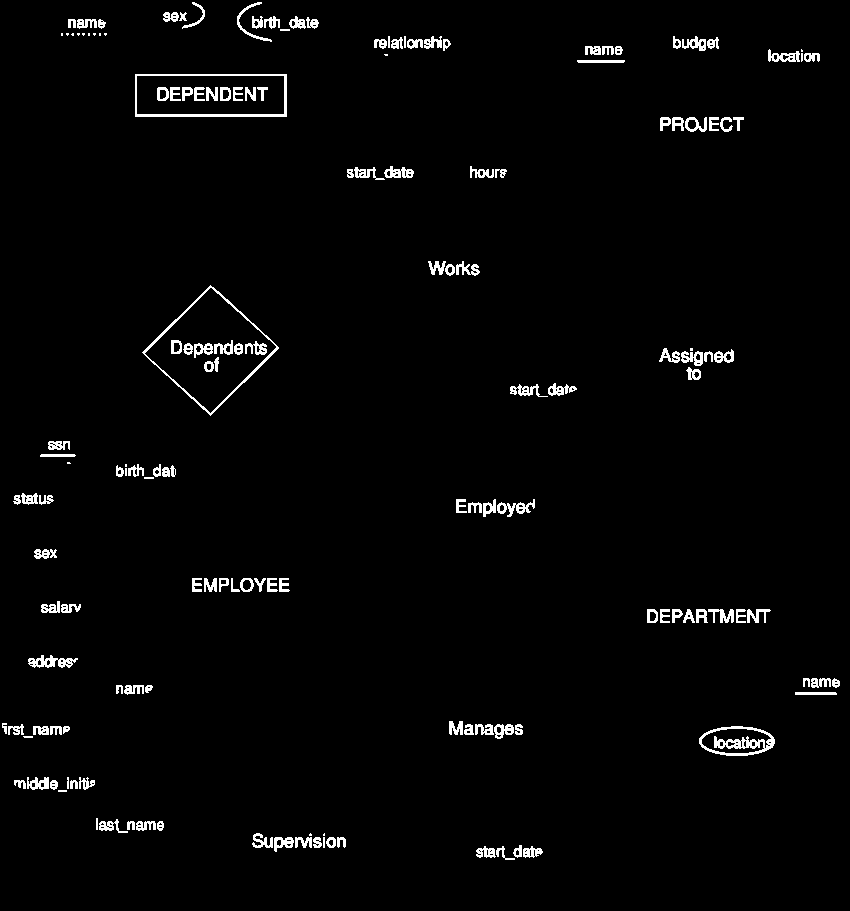 name
sex
birth_date
relationship
name
budget
location
DEPENDENT
PROJECT
start_date
hours
Works
Dependents
of
Assigned
to
start_date
ssn
birth_dat
status
Employed
sex
EMPLOYEE
salary
DEPARTMENT
address
name
name
first_name
Manages
locations
middle_initia
last_name
Supervision
start_date